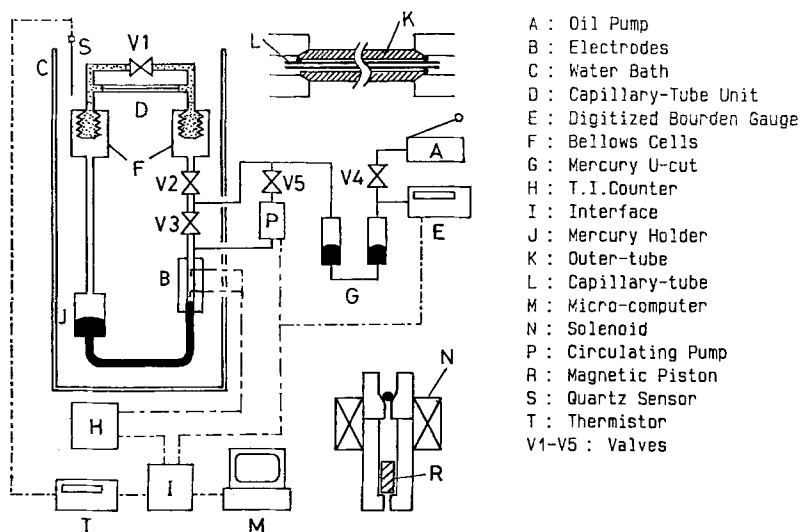 S
V1
C
D
F
V2
V3
B
J
H
I
T
M
K
L
A
V4
V5
P
E
G
N
R
A : Oil Pump
B : Electrodes
C : Water Bath
D : Capillary-Tube Unit
E : Digitized Bourden Gauge
F : Bellows Cells
G : Mercury U-cut
H : T.I.Counter
I : Interface
J : Mercury Holder
K : Outer-tube
L : Capillary-tube
M : Micro-computer
N : Solenoid
P : Circulating Pump
R : Magnetic Piston
S : Quartz Sensor
T : Thermistor
V1-V5 : Valves